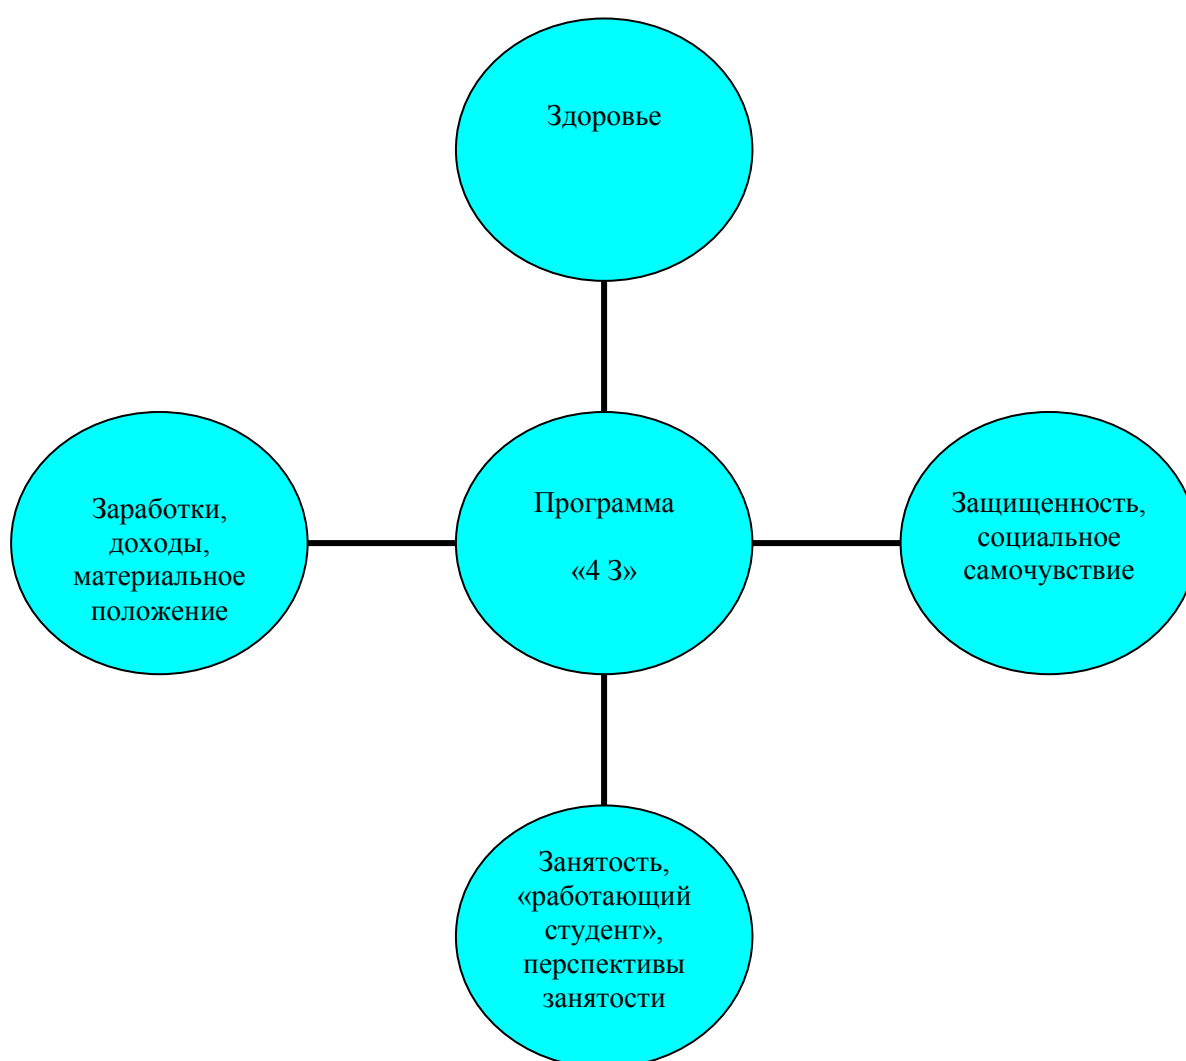 Здоровье
Заработки,
доходы,
материальное
положение
Программа
«4 З»
Защищенность,
социальное
самочувствие
Занятость,
«работающий
студент»,
перспективы
занятости